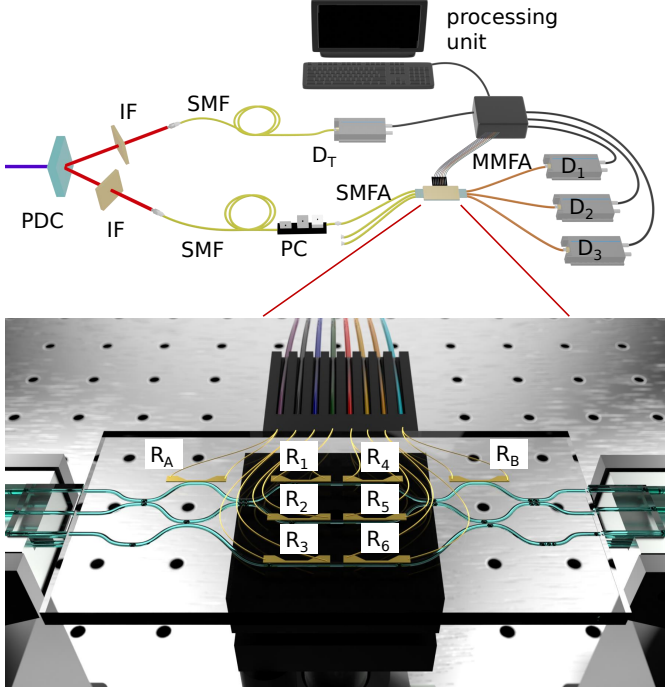 processing
unit
IF
SMF
D_T
MMFA
D_1
PDC
SMFA
D_2
IF
SMF
PC
D_3
R_A
R_1
R_4
R_B
R_2
R_5
R_3
R_6